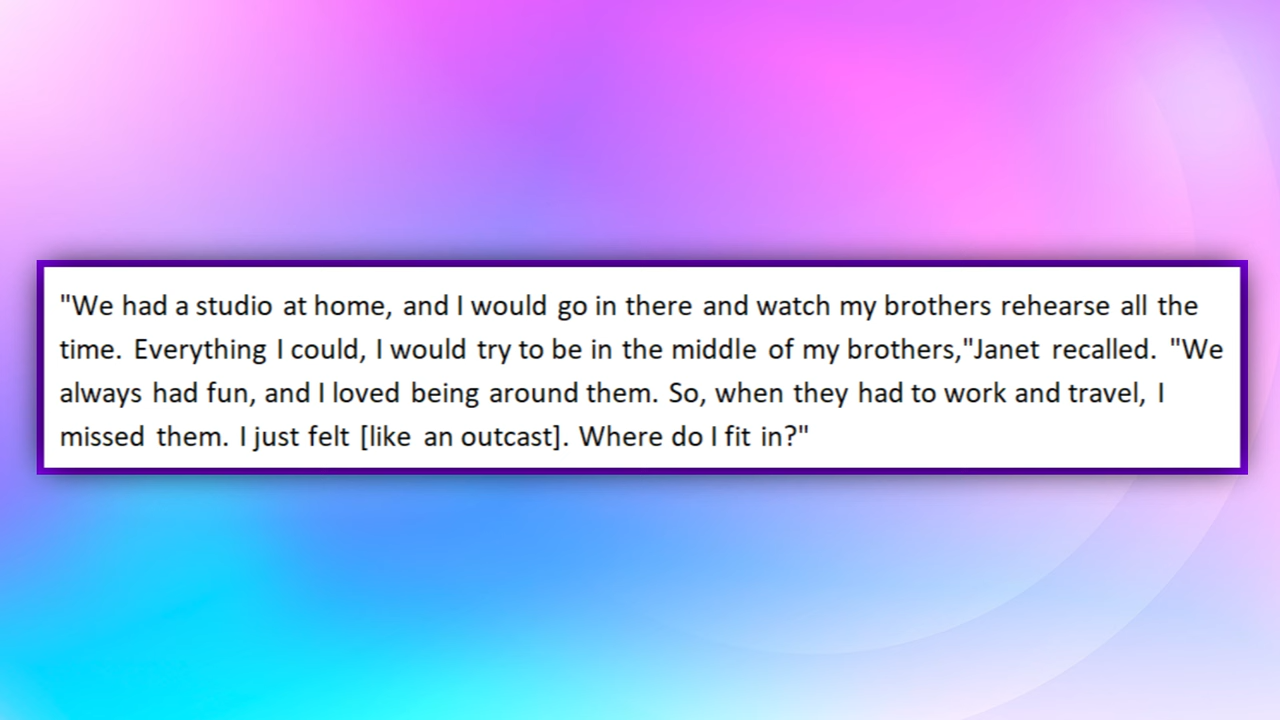 "We had a studio at home, and I would go in there and watch my brothers rehearse all the
time. Everything I could, I would try to be in the middle of my brothers,"Janet recalled. "We
always had fun, and I loved being around them. So, when they had to work and travel, I
missed them. I just felt [like an outcast]. Where do I fit in?"